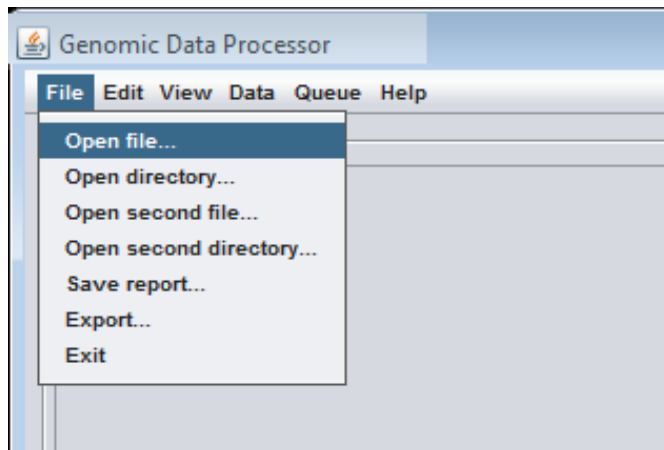 Genomic Data Processor
File Edit View Data Queue Help
Open file...
Open directory...
Open second file...
Open second directory...
Save report...
Export...
Exit